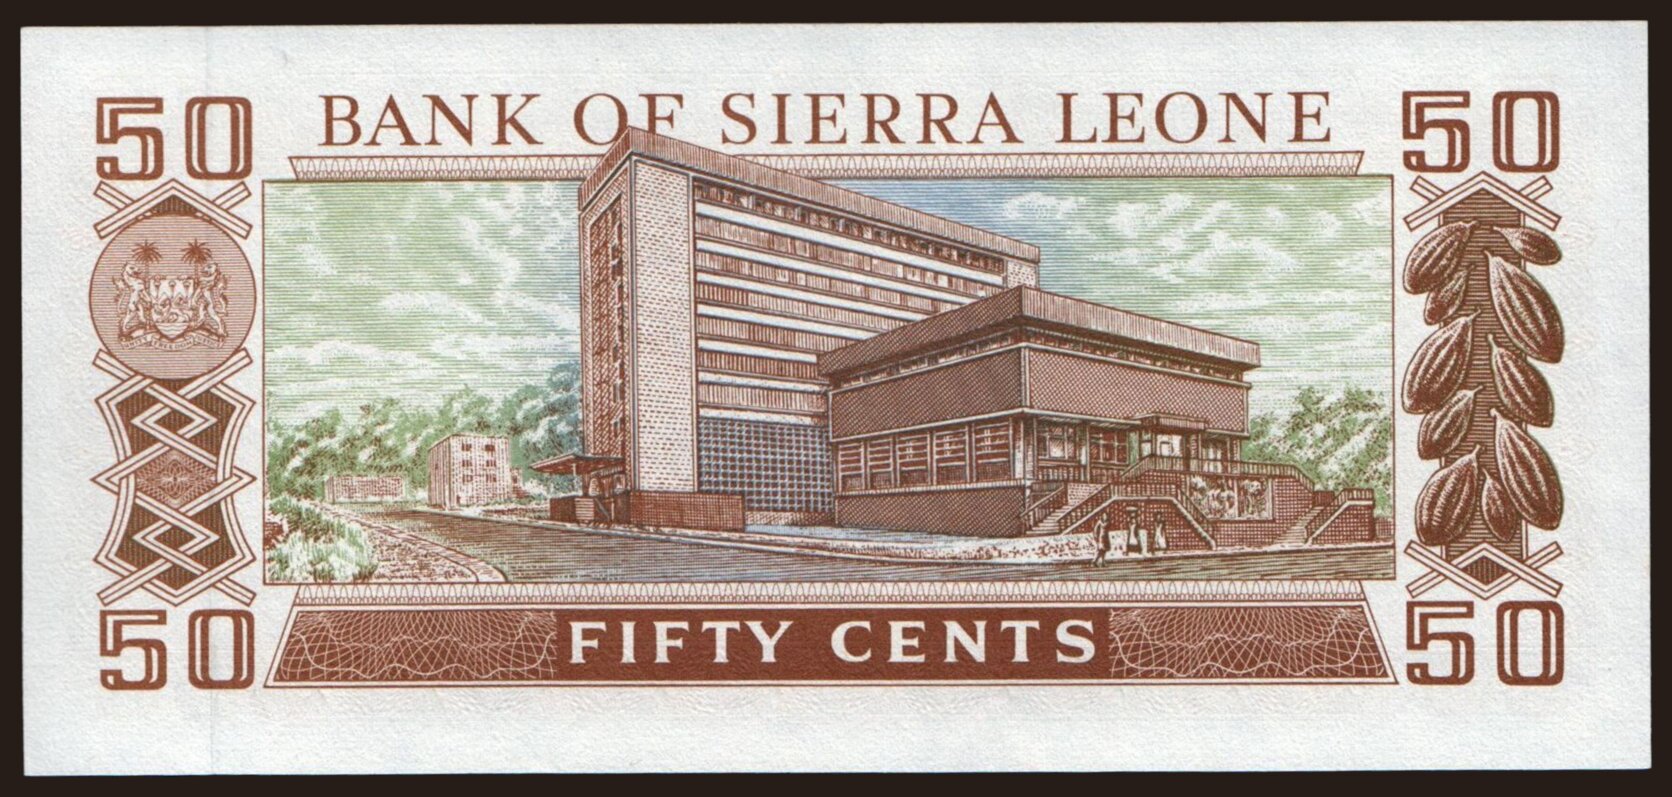 50 BANK OF SIERRA LEONE 50
50 FIFTY CENTS 50